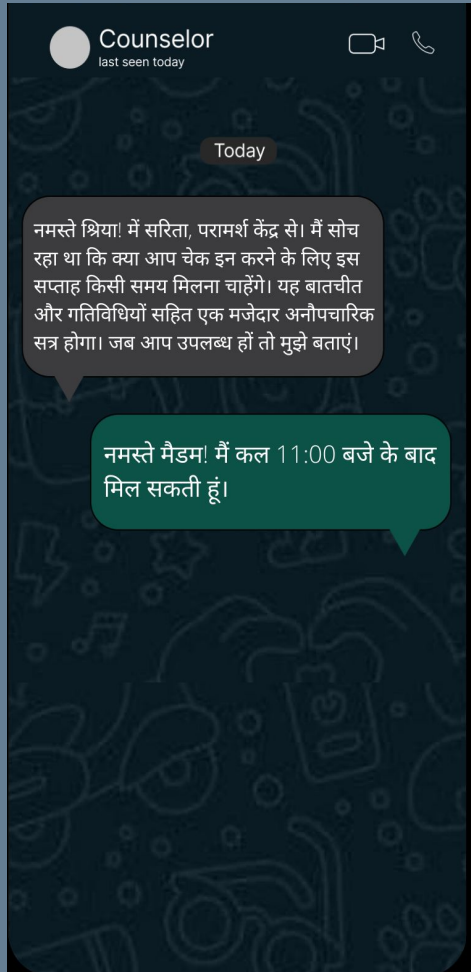 Counselor
last seen today
Today
नमस्ते श्रिया! में सरिता, परामर्श केंद्र से। मैं सोच
रहा था कि क्या आप चेक इन करने के लिए इस
सप्ताह किसी समय मिलना चाहेंगे। यह बातचीत
और गतिविधियों सहित एक मजेदार अनौपचारिक
सत्र होगा। जब आप उपलब्ध हों तो मुझे बताएं।
नमस्ते मैडम! मैं कल 11:00 बजे के बाद
मिल सकती हूं।